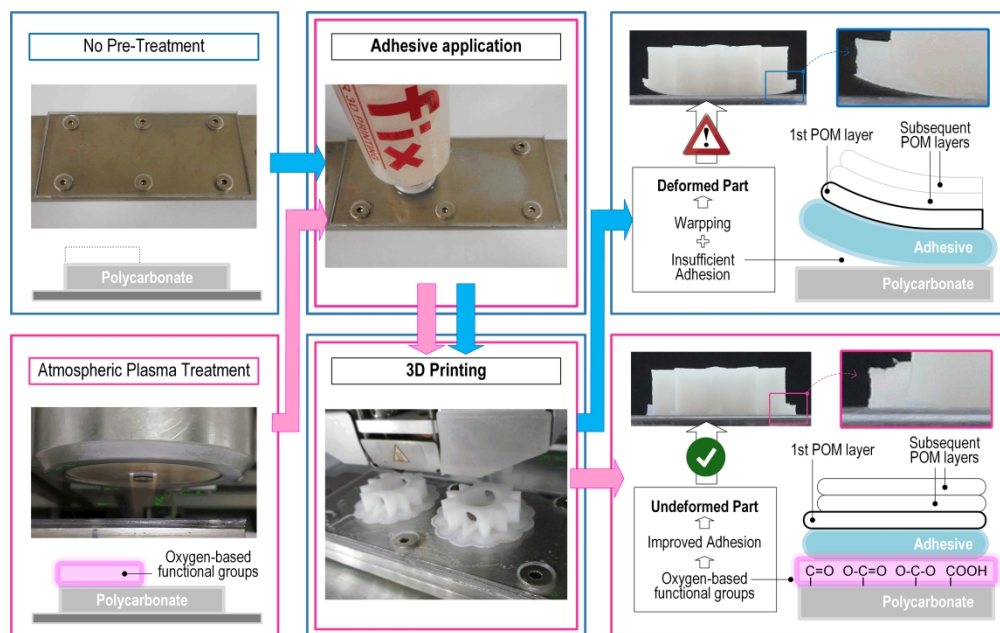 No Pre-Treatment
Polycarbonate
Adhesive application
R 3D PRINTING
fix
1st POM layer
Subsequent
POM layers
Deformed Part
Warpping
Insufficient
Adhesion
Adhesive
Polycarbonate
Atmospheric Plasma Treatment
Oxygen-based
functional groups
Polycarbonate
3D Printing
1st POM layer
Subsequent
POM layers
Undeformed Part
Improved Adhesion
Oxygen-based
functional groups
Adhesive
C=O O-C=O O-C-O COOH
Polycarbonate